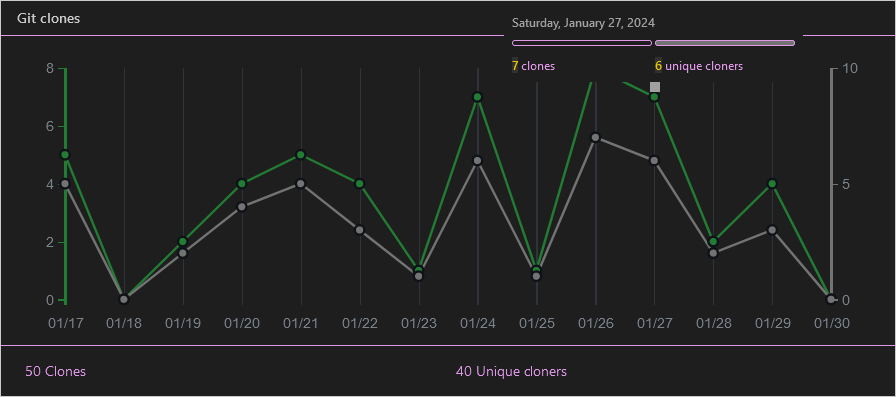 Git clones
Saturday, January 27, 2024
7 clones 6 unique cloners
8 10
6
4 5
2
0 0
01/17 01/18 01/19 01/20 01/21 01/22 01/23 01/24 01/25 01/26 01/27 01/28 01/29 01/30
50 Clones 40 Unique cloners